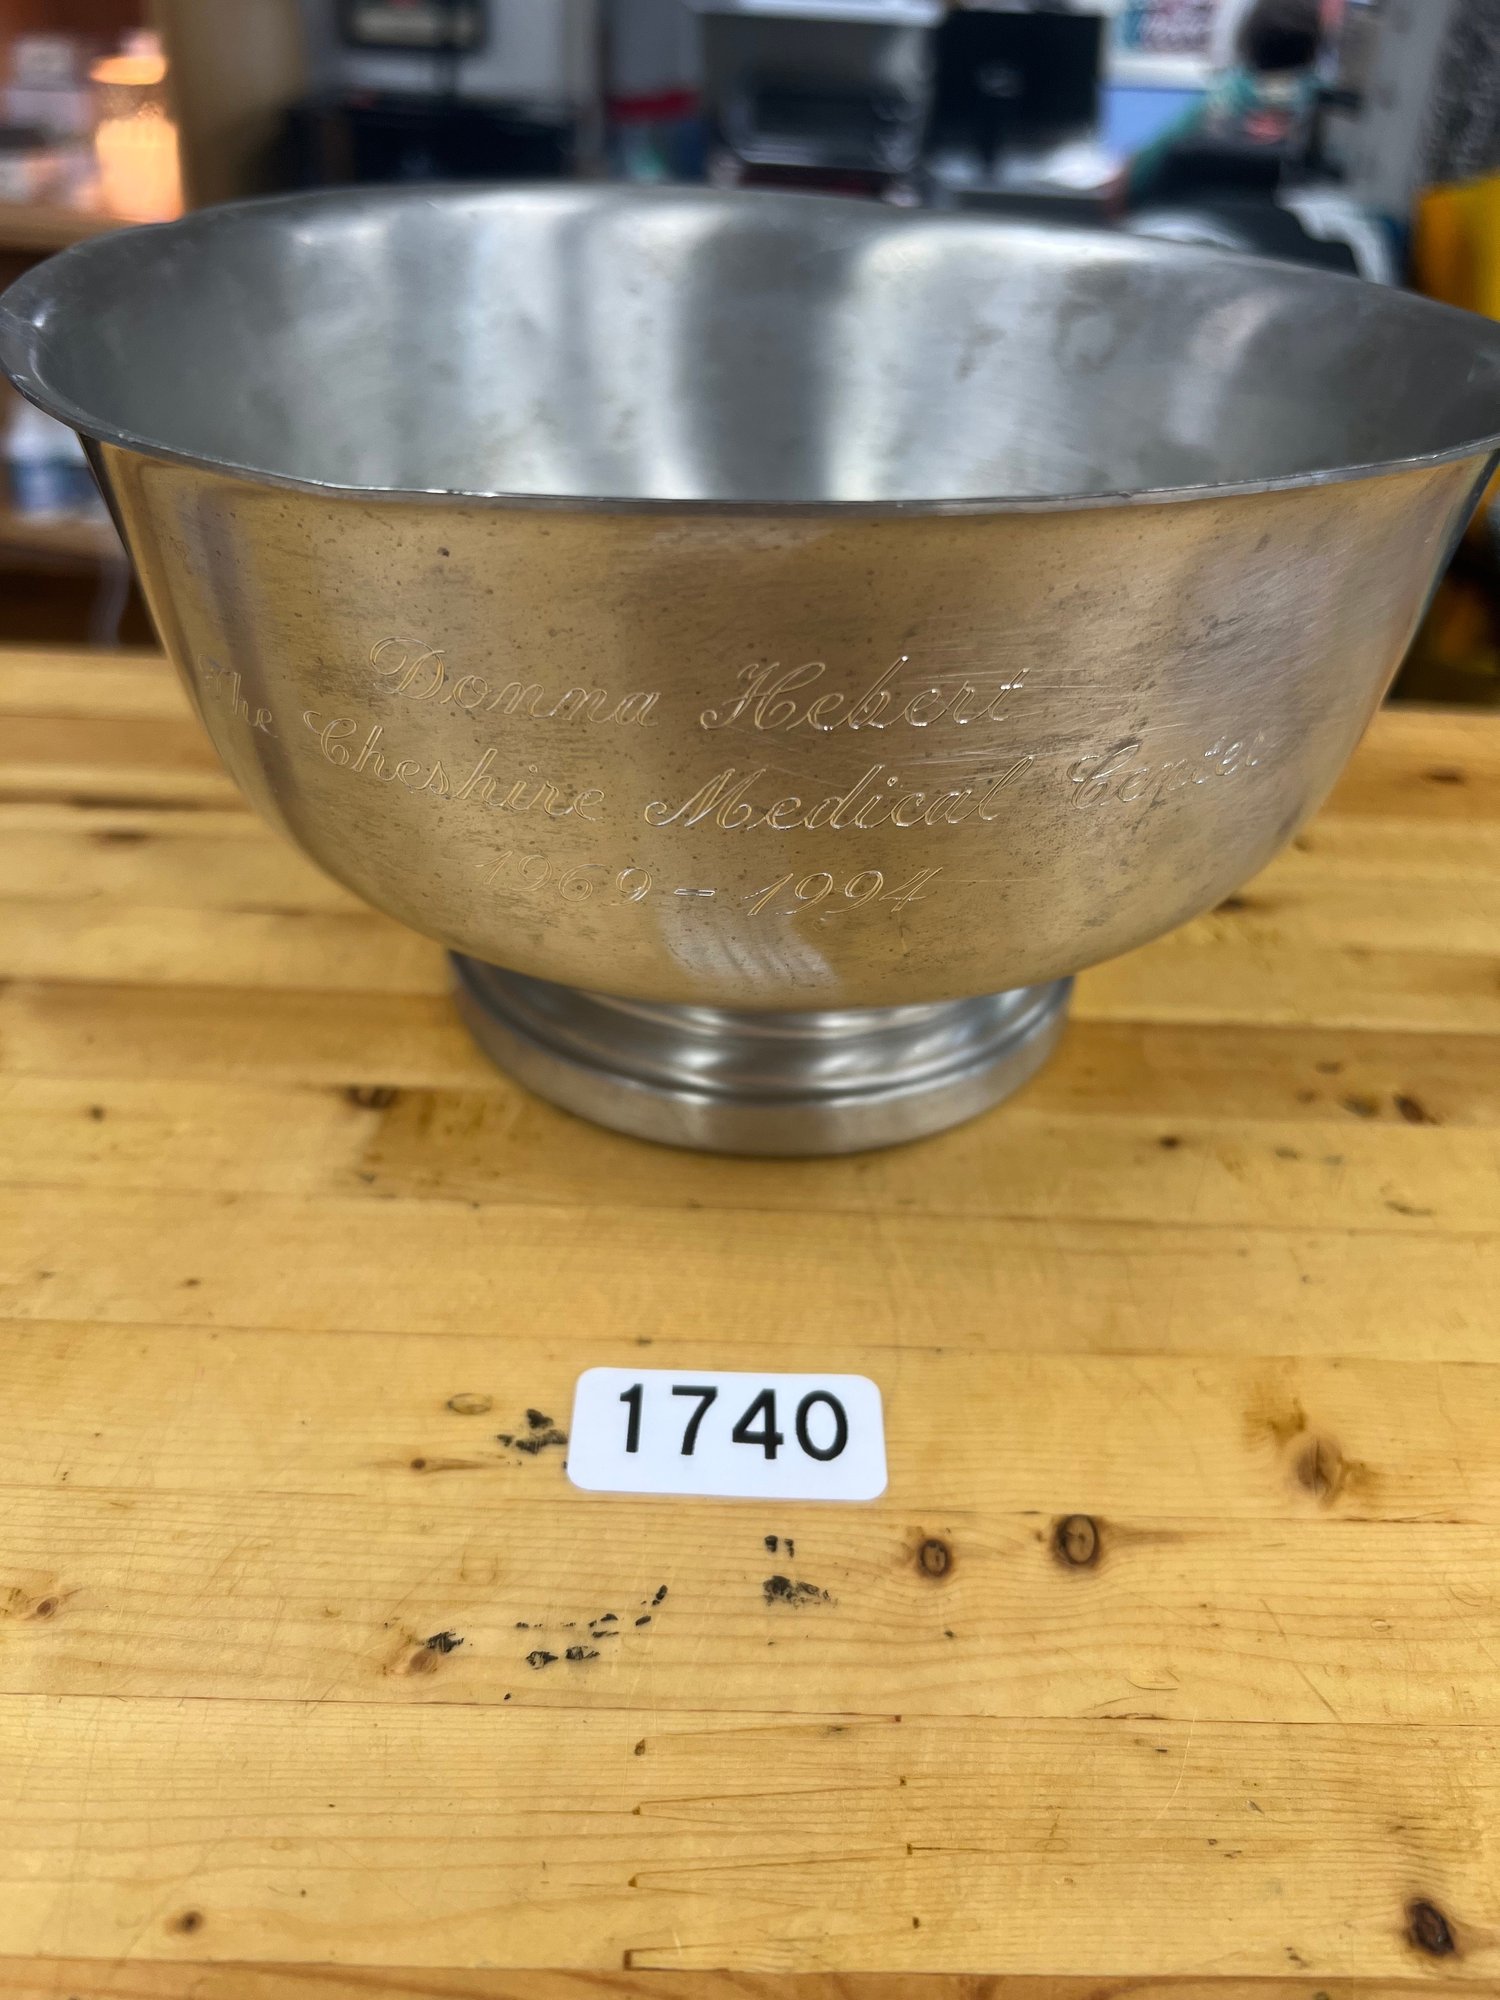 Donna Hebert
The Cheshire Medical Center
1969 - 1994
1740